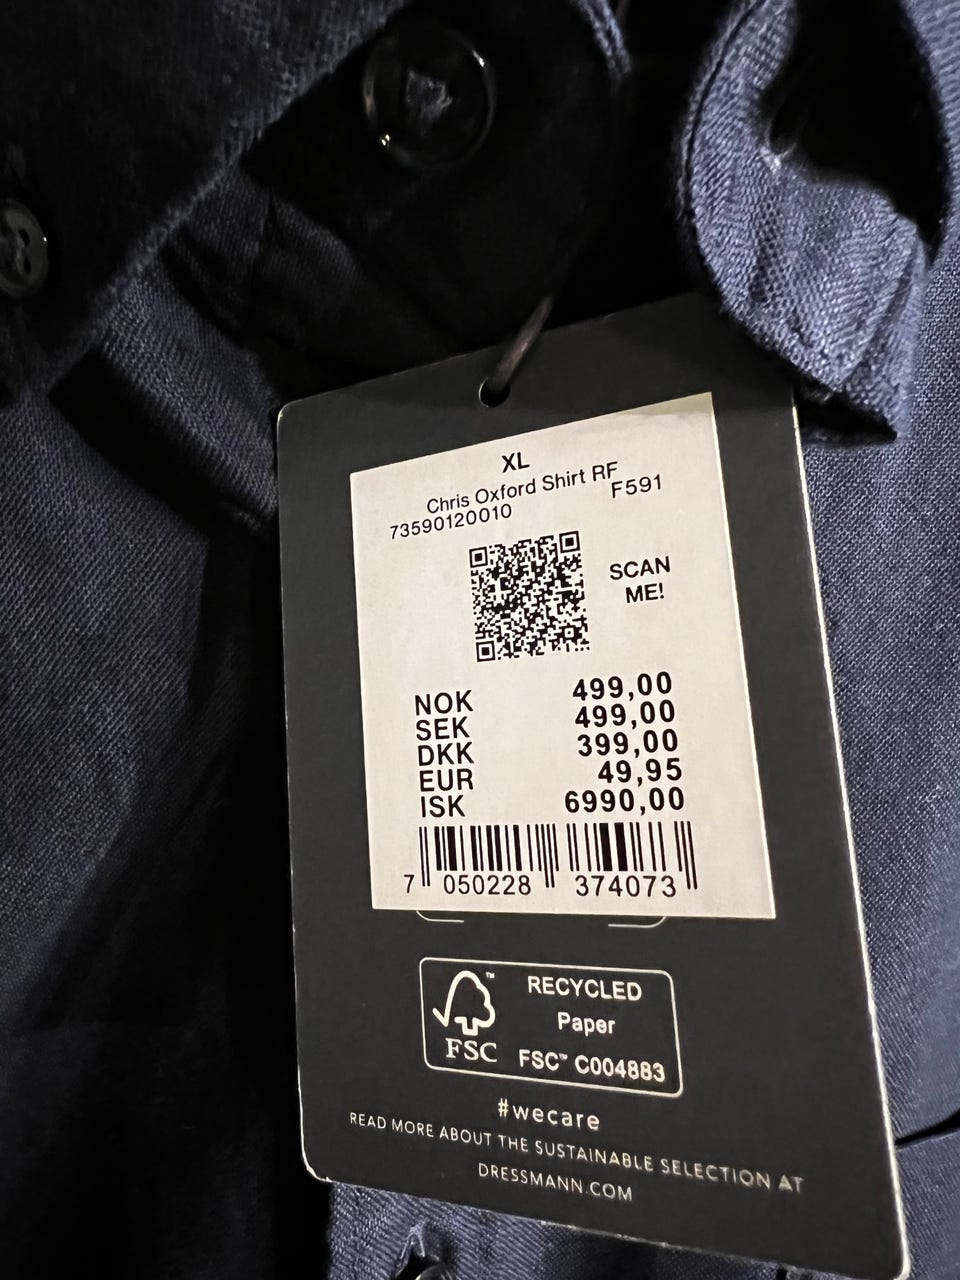 XL
Chris Oxford Shirt RF
73590120010 F591
SCAN
ME!
NOK 499,00
SEK 499,00
DKK 399,00
EUR 49,95
ISK 6990,00
7 050228 374073
RECYCLED
Paper
FSC™ C004883
FSC
#wecare
READ MORE ABOUT THE SUSTAINABLE SELECTION AT
DRESSMANN.COM